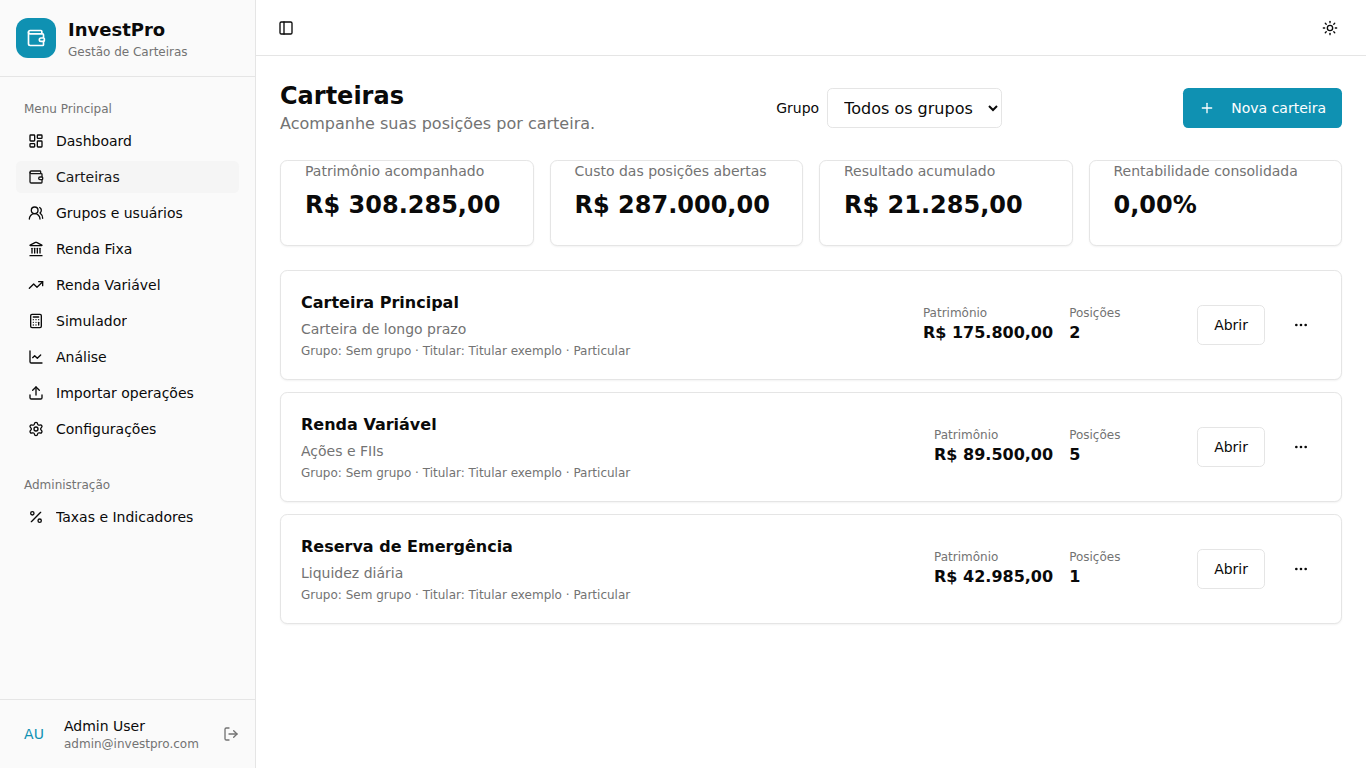 InvestPro
Gestão de Carteiras
Menu Principal
Dashboard
Carteiras
Grupos e usuários
Renda Fixa
Renda Variável
Simulador
Análise
Importar operações
Configurações
Administração
Taxas e Indicadores
AU
Admin User
admin@investpro.com
Carteiras
Acompanhe suas posições por carteira.
Grupo Todos os grupos
Nova carteira
Patrimônio acompanhado
R$ 308.285,00
Custo das posições abertas
R$ 287.000,00
Resultado acumulado
R$ 21.285,00
Rentabilidade consolidada
0,00%
Carteira Principal
Carteira de longo prazo
Grupo: Sem grupo · Titular: Titular exemplo · Particular
Patrimônio
R$ 175.800,00
Posições
2
Abrir
Renda Variável
Ações e FIIs
Grupo: Sem grupo · Titular: Titular exemplo · Particular
Patrimônio
R$ 89.500,00
Posições
5
Abrir
Reserva de Emergência
Liquidez diária
Grupo: Sem grupo · Titular: Titular exemplo · Particular
Patrimônio
R$ 42.985,00
Posições
1
Abrir